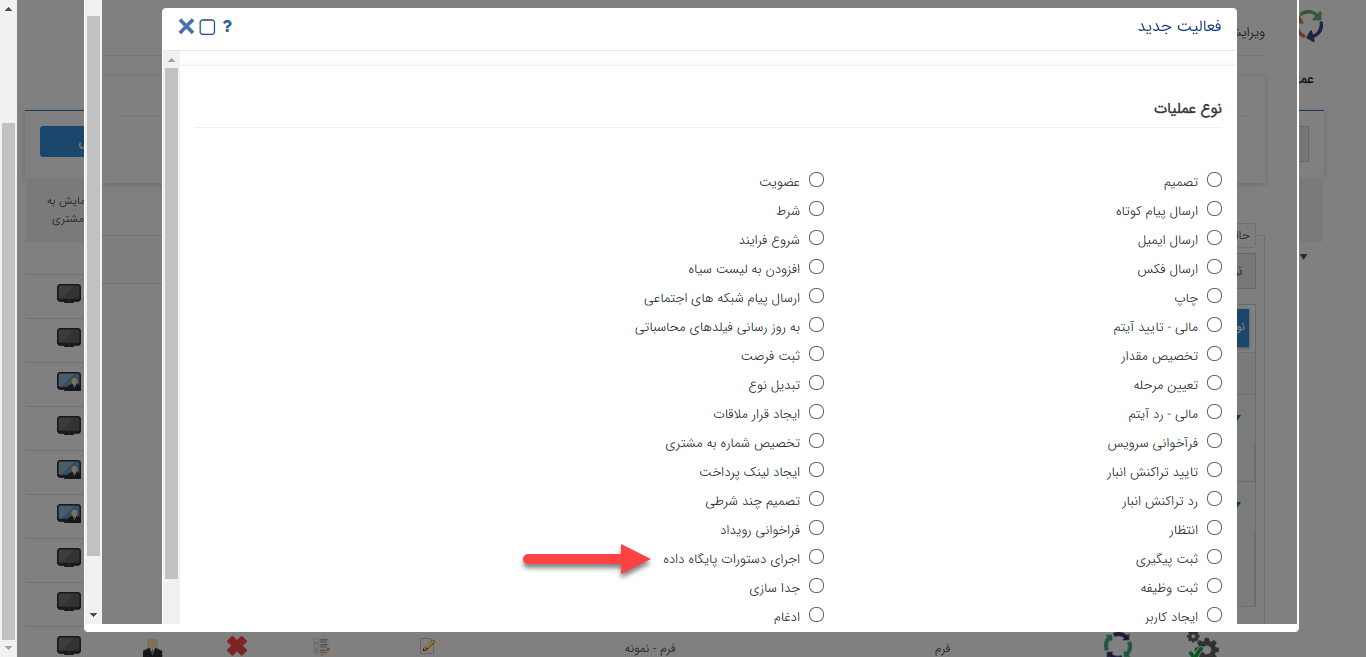 فعالیت جدید
?
نوع عملیات
تصمیم
ارسال پیام کوتاه
ارسال ایمیل
ارسال فکس
چاپ
مالی - تایید آیتم
تخصیص مقدار
تعیین مرحله
مالی - رد آیتم
فرآخوانی سرویس
تایید تراکنش انبار
رد تراکنش انبار
انتظار
ثبت پیگیری
ثبت وظیفه
ایجاد کاربر
عضویت
شرط
شروع فرایند
افزودن به لیست سیاه
ارسال پیام شبکه های اجتماعی
به روز رسانی فیلدهای محاسباتی
ثبت فرصت
تبدیل نوع
ایجاد قرار ملاقات
تخصیص شماره به مشتری
ایجاد لینک پرداخت
تصمیم چند شرطی
فراخوانی رویداد
اجرای دستورات پایگاه داده
جدا سازی
ادغام
مشتری
فرم
فرم - نمونه